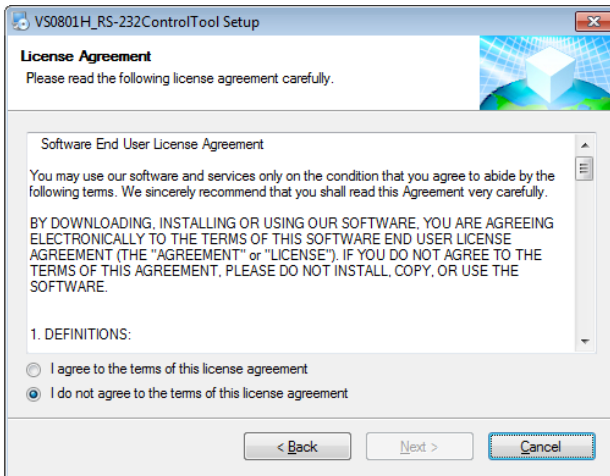 VS0801H_RS-232ControlTool Setup
License Agreement
Please read the following license agreement carefully.
Software End User License Agreement
You may use our software and services only on the condition that you agree to abide by the
following terms. We sincerely recommend that you shall read this Agreement very carefully.
BY DOWNLOADING, INSTALLING OR USING OUR SOFTWARE, YOU ARE AGREEING
ELECTRONICALLY TO THE TERMS OF THIS SOFTWARE END USER LICENSE
AGREEMENT (THE "AGREEMENT" or "LICENSE"). IF YOU DO NOT AGREE TO THE
TERMS OF THIS AGREEMENT, PLEASE DO NOT INSTALL, COPY, OR USE THE
SOFTWARE.
1. DEFINITIONS:
I agree to the terms of this license agreement
I do not agree to the terms of this license agreement
< Back Next > Cancel